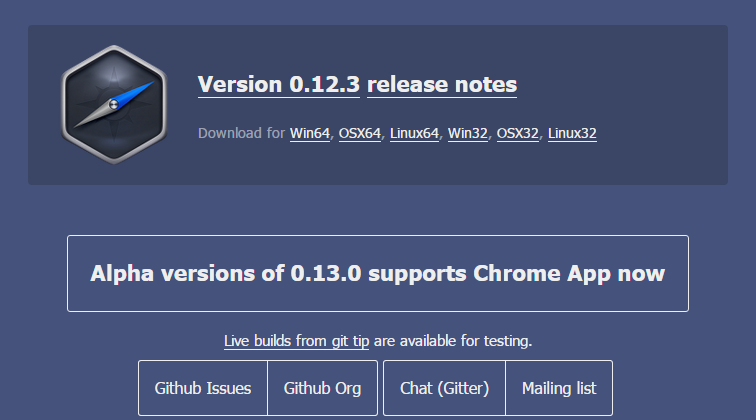 Version 0.12.3 release notes
Download for Win64, OSX64, Linux64, Win32, OSX32, Linux32
Alpha versions of 0.13.0 supports Chrome App now
Live builds from git tip are available for testing.
Github Issues Github Org Chat (Gitter) Mailing list